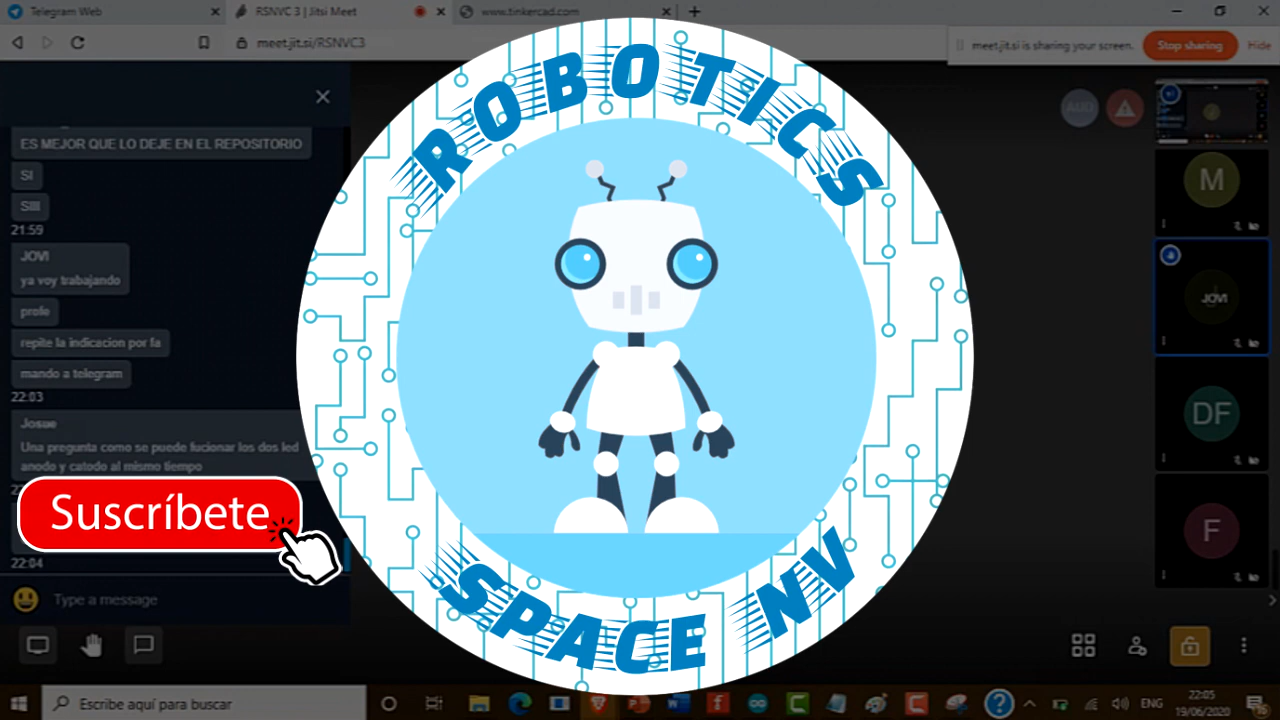 Telegram Web
RSNVC 3 | Jitsi Meet
www.tinkercad.com
meet.jit.si/RSNVC3
meet.jit.si is sharing your screen.
Stop sharing
Hide
ROBOTICS
SPACE NV
ES MEJOR QUE LO DEJE EN EL REPOSITORIO
SI
SIII
21:59
JOVI
ya voy trabajando
profe
repite la indicacion por fa
mando a telegram
22:03
Josue
Una pregunta como se puede fucionar los dos led
anodo y catodo al mismo tiempo
Suscríbete
22:04
Type a message
AUD
M
JOVI
DF
F
Escribe aquí para buscar
ENG
22:05
19/06/2020